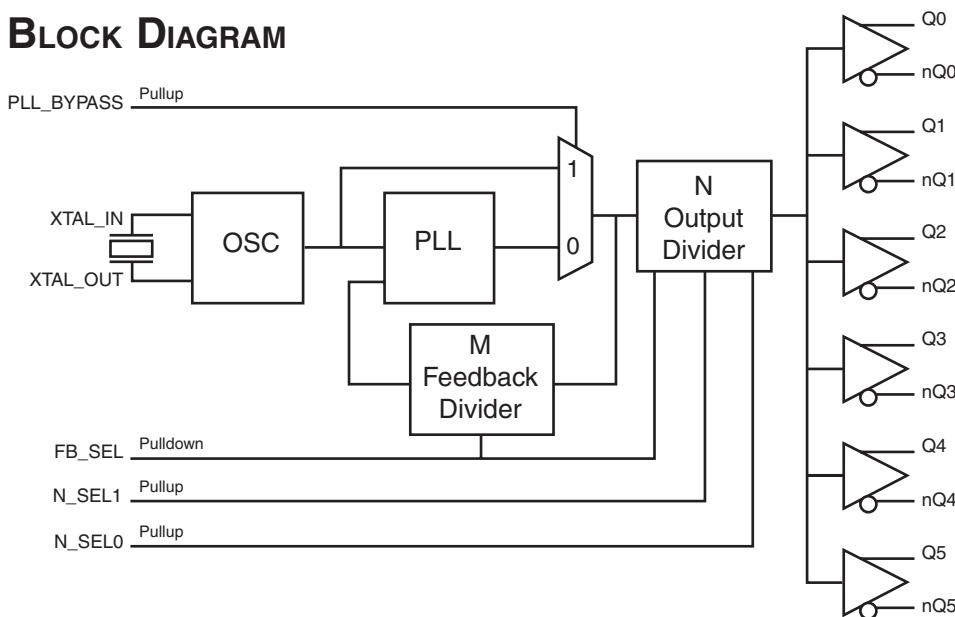 BLOCK DIAGRAM
PLL_BYPASS
Pullup
XTAL_IN
XTAL_OUT
OSC
PLL
1
0
M
Feedback
Divider
N
Output
Divider
FB_SEL
Pulldown
N_SEL1
Pullup
N_SEL0
Pullup
Q0
nQ0
Q1
nQ1
Q2
nQ2
Q3
nQ3
Q4
nQ4
Q5
nQ5